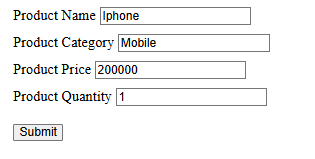 Product Name Iphone
Product Category Mobile
Product Price 200000
Product Quantity 1
Submit